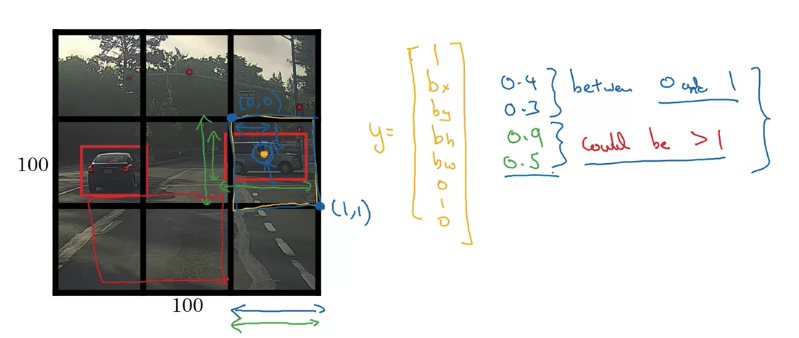 (0,0)
100
(1,1)
100
y=
1
bx
by
bh
bw
0
1
0
0.4
0.3
between 0 and 1
0.9
0.5
could be >1